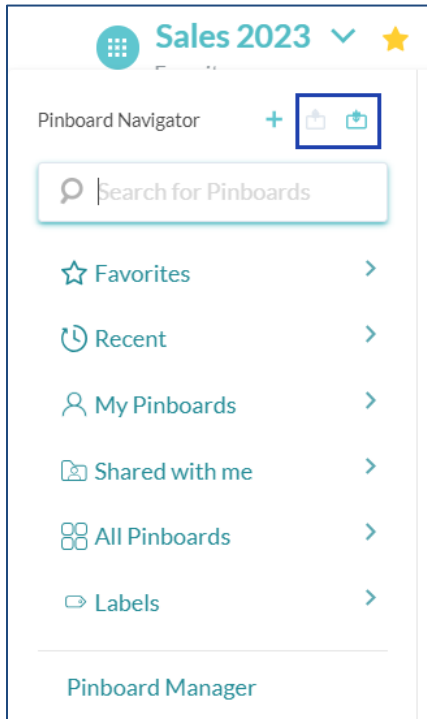 Sales 2023
Pinboard Navigator
Search for Pinboards
Favorites
Recent
My Pinboards
Shared with me
All Pinboards
Labels
Pinboard Manager